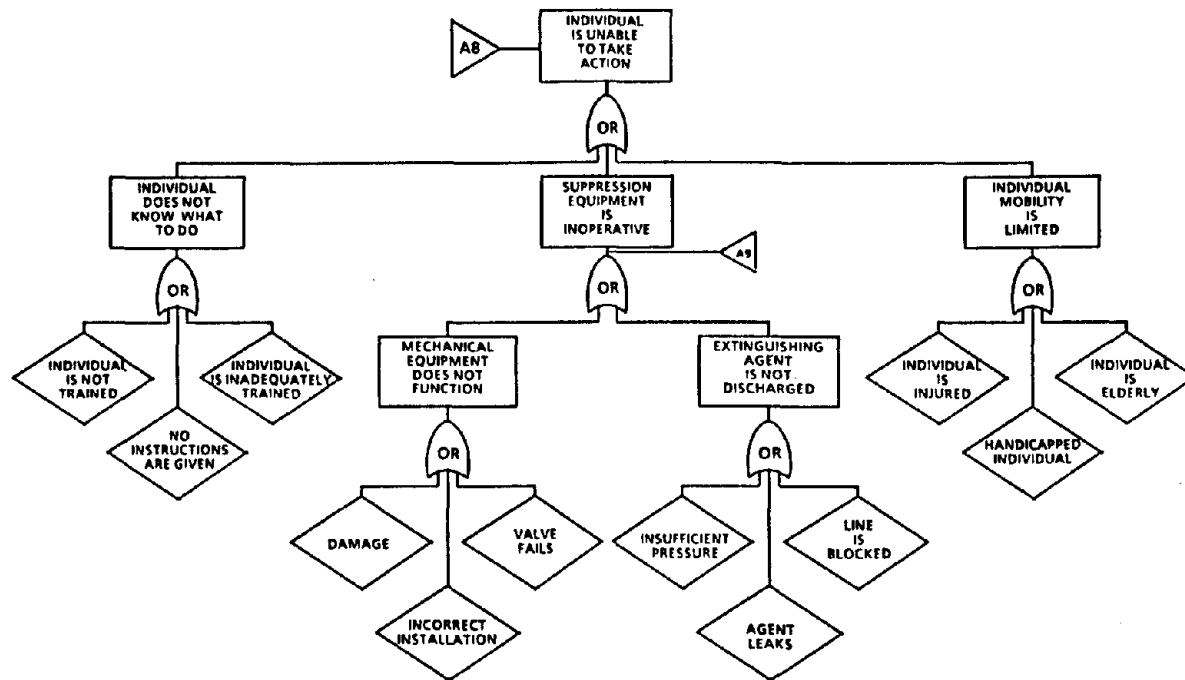 INDIVIDUAL
IS UNABLE
TO TAKE
ACTION
A8
OR
INDIVIDUAL
DOES NOT
KNOW WHAT
TO DO
SUPPRESSION
EQUIPMENT
IS
INOPERATIVE
INDIVIDUAL
MOBILITY
IS
LIMITED
A9
OR
OR
OR
INDIVIDUAL
IS NOT
TRAINED
NO
INSTRUCTIONS
ARE GIVEN
INDIVIDUAL
IS INADEQUATELY
TRAINED
MECHANICAL
EQUIPMENT
DOES NOT
FUNCTION
EXTINGUISHING
AGENT
IS NOT
DISCHARGED
INDIVIDUAL
IS
INJURED
HANDICAPPED
INDIVIDUAL
INDIVIDUAL
IS
ELDERLY
OR
OR
DAMAGE
INCORRECT
INSTALLATION
VALVE
FAILS
INSUFFICIENT
PRESSURE
AGENT
LEAKS
LINE
IS
BLOCKED